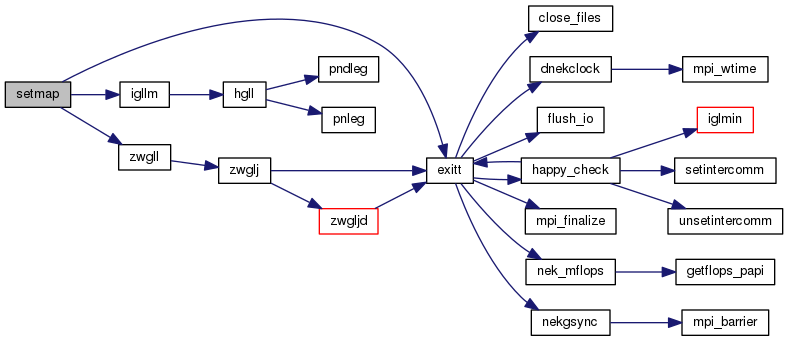 setmap
igllm
hgll
pndleg
pnleg
zwgll
zwglj
zwgljd
exitt
close_files
dnekclock
mpi_wtime
flush_io
happy_check
iglmin
setintercomm
unsetintercomm
mpi_finalize
nek_mflops
getflops_papi
nekgsync
mpi_barrier